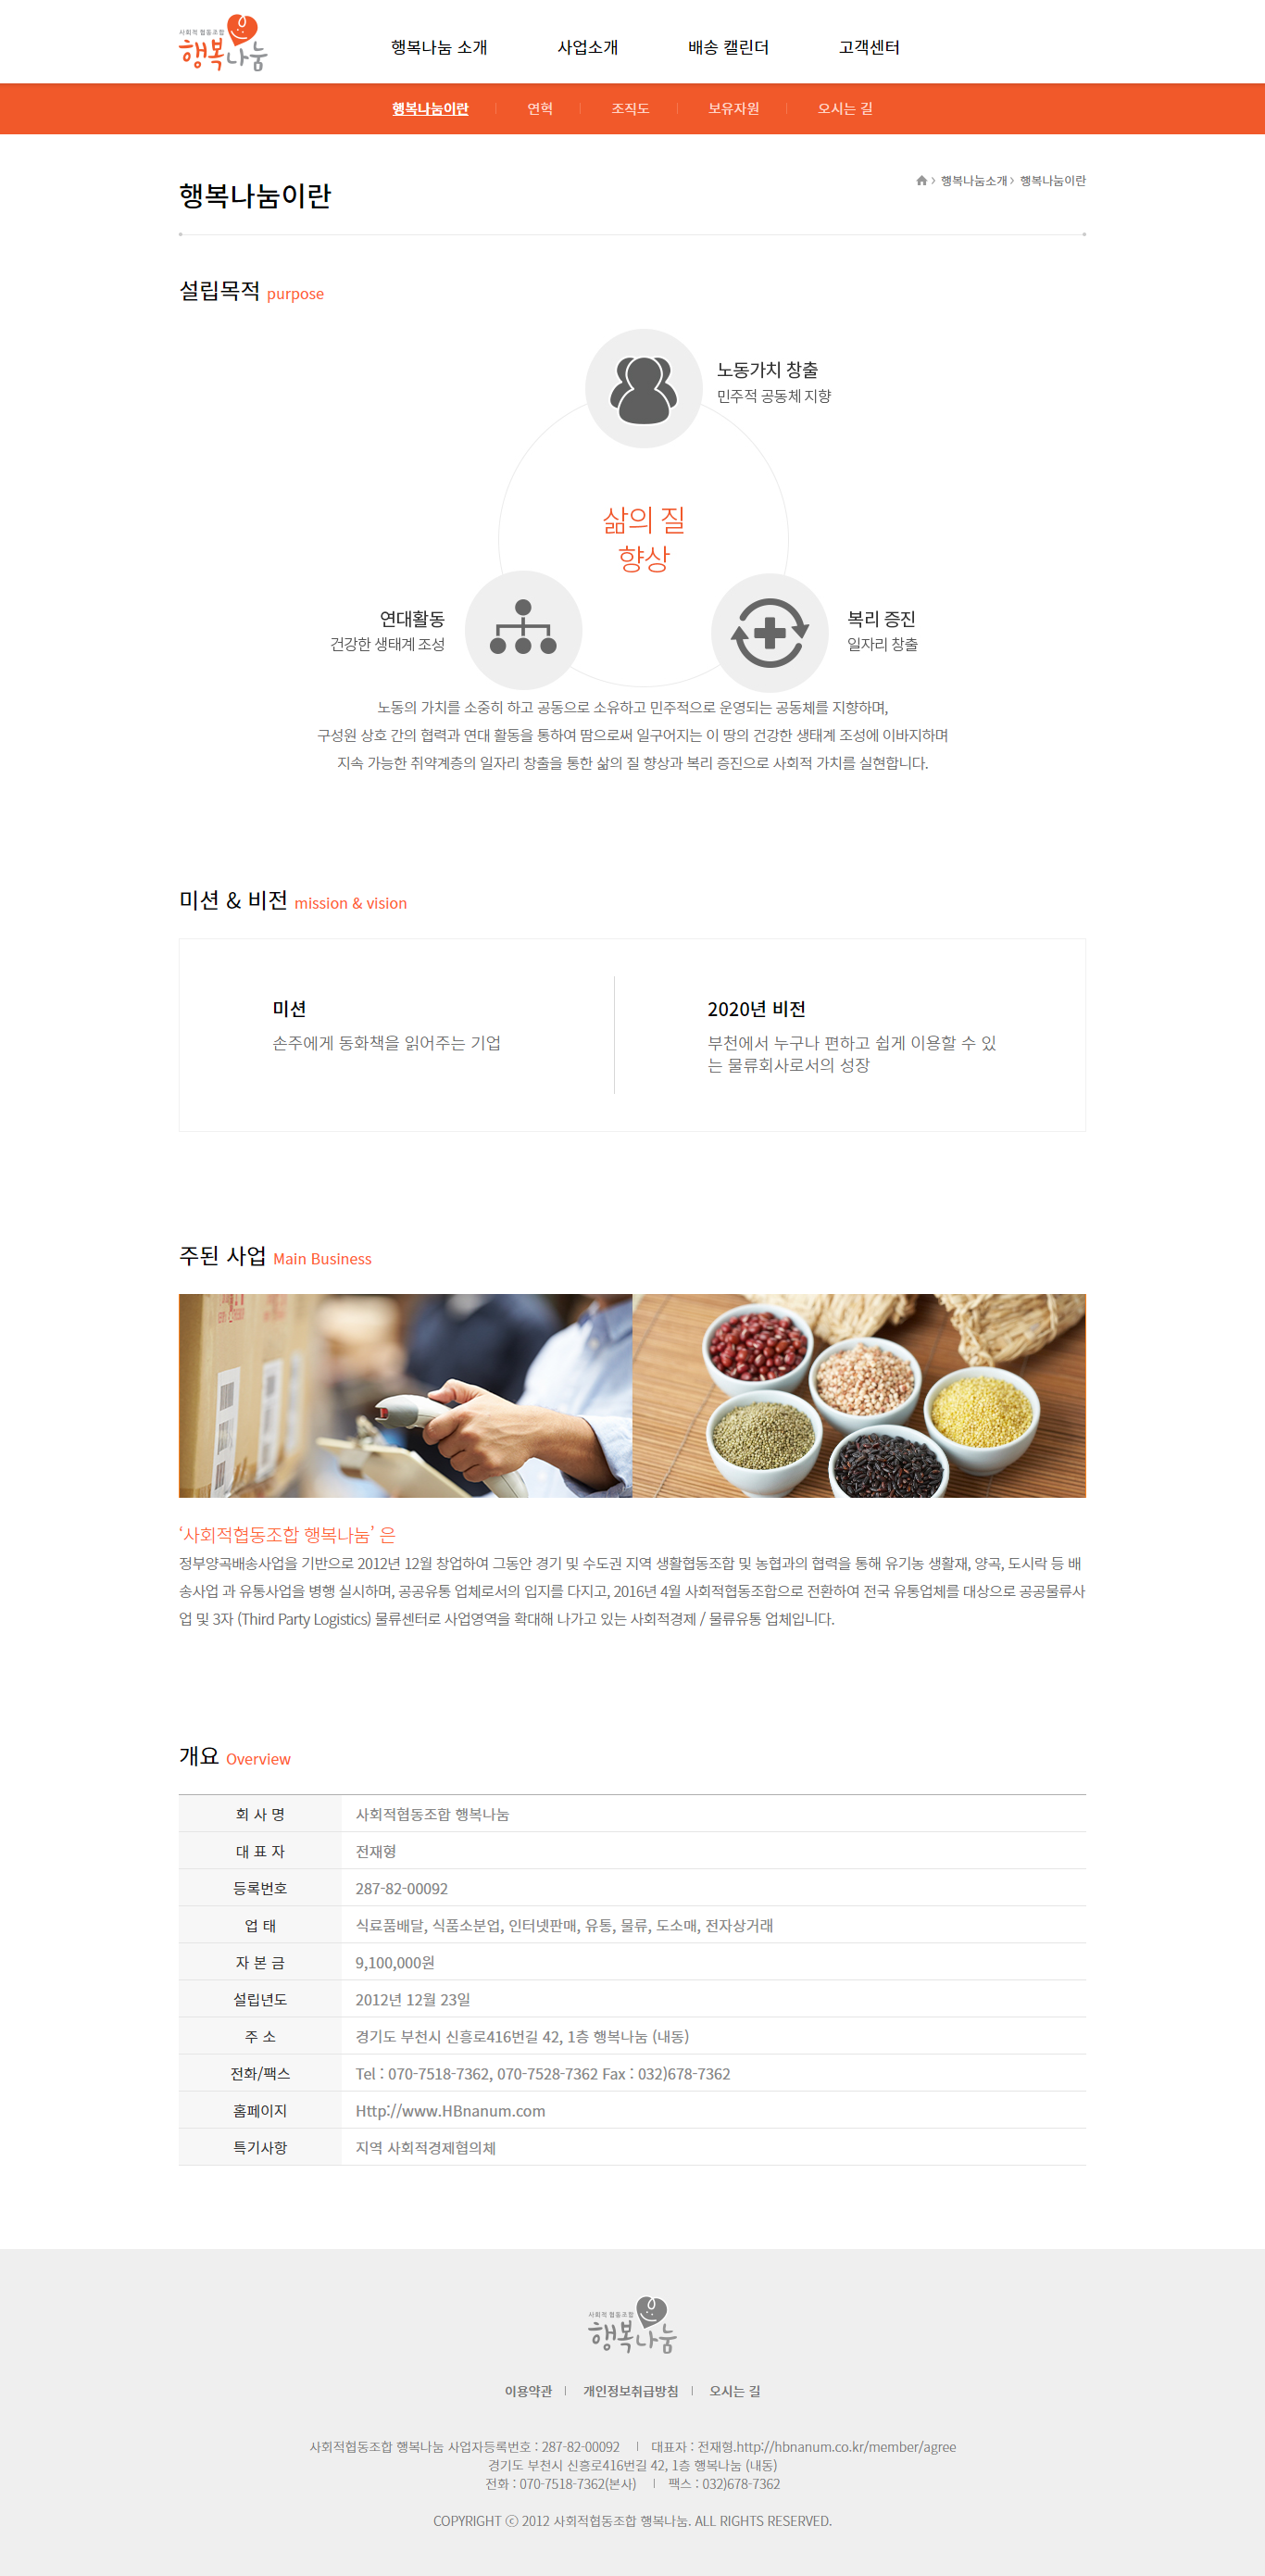 사회적 협동조합
행복나눔
행복나눔 소개 사업소개 배송 캘린더 고객센터
행복나눔이란 연혁 조직도 보유자원 오시는 길
행복나눔이란
행복나눔소개 행복나눔이란
설립목적 purpose
노동가치 창출
민주적 공동체 지향
삶의 질
향상
연대활동
건강한 생태계 조성
복리 증진
일자리 창출
노동의 가치를 소중히 하고 공동으로 소유하고 민주적으로 운영되는 공동체를 지향하며,
구성원 상호 간의 협력과 연대 활동을 통하여 땀으로써 일구어지는 이 땅의 건강한 생태계 조성에 이바지하며
지속 가능한 취약계층의 일자리 창출을 통한 삶의 질 향상과 복리 증진으로 사회적 가치를 실현합니다.
미션 & 비전 mission & vision
미션
손주에게 동화책을 읽어주는 기업
2020년 비전
부천에서 누구나 편하고 쉽게 이용할 수 있
는 물류회사로서의 성장
주된 사업 Main Business
‘사회적협동조합 행복나눔’ 은
정부양곡배송사업을 기반으로 2012년 12월 창업하여 그동안 경기 및 수도권 지역 생활협동조합 및 농협과의 협력을 통해 유기농 생활재, 양곡, 도시락 등 배
송사업 과 유통사업을 병행 실시하며, 공공유통 업체로서의 입지를 다지고, 2016년 4월 사회적협동조합으로 전환하여 전국 유통업체를 대상으로 공공물류사
업 및 3자 (Third Party Logistics) 물류센터로 사업영역을 확대해 나가고 있는 사회적경제 / 물류유통 업체입니다.
개요 Overview
회 사 명 사회적협동조합 행복나눔
대 표 자 전재형
등록번호 287-82-00092
업 태 식료품배달, 식품소분업, 인터넷판매, 유통, 물류, 도소매, 전자상거래
자 본 금 9,100,000원
설립년도 2012년 12월 23일
주 소 경기도 부천시 신흥로416번길 42, 1층 행복나눔 (내동)
전화/팩스 Tel : 070-7518-7362, 070-7528-7362 Fax : 032)678-7362
홈페이지 Http://www.HBnanum.com
특기사항 지역 사회적경제협의체
사회적 협동조합
행복나눔
이용약관 개인정보취급방침 오시는 길
사회적협동조합 행복나눔 사업자등록번호 : 287-82-00092 대표자 : 전재형.http://hbnanum.co.kr/member/agree
경기도 부천시 신흥로416번길 42, 1층 행복나눔 (내동)
전화 : 070-7518-7362(본사) 팩스 : 032)678-7362
COPYRIGHT ⓒ 2012 사회적협동조합 행복나눔. ALL RIGHTS RESERVED.